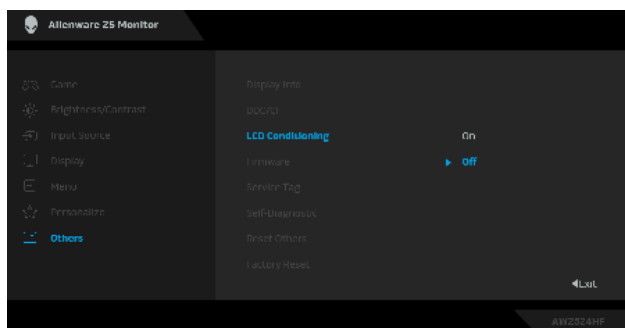 Alienware 25 Monitor
Game
Display Info
Brightness/Contrast
DDC/CI
Input Source
LCD Conditioning
On
Display
Firmware
Off
Menu
Service Tag
Personalize
Self-Diagnostic
Others
Reset Others
Factory Reset
Exit
AW2524HF